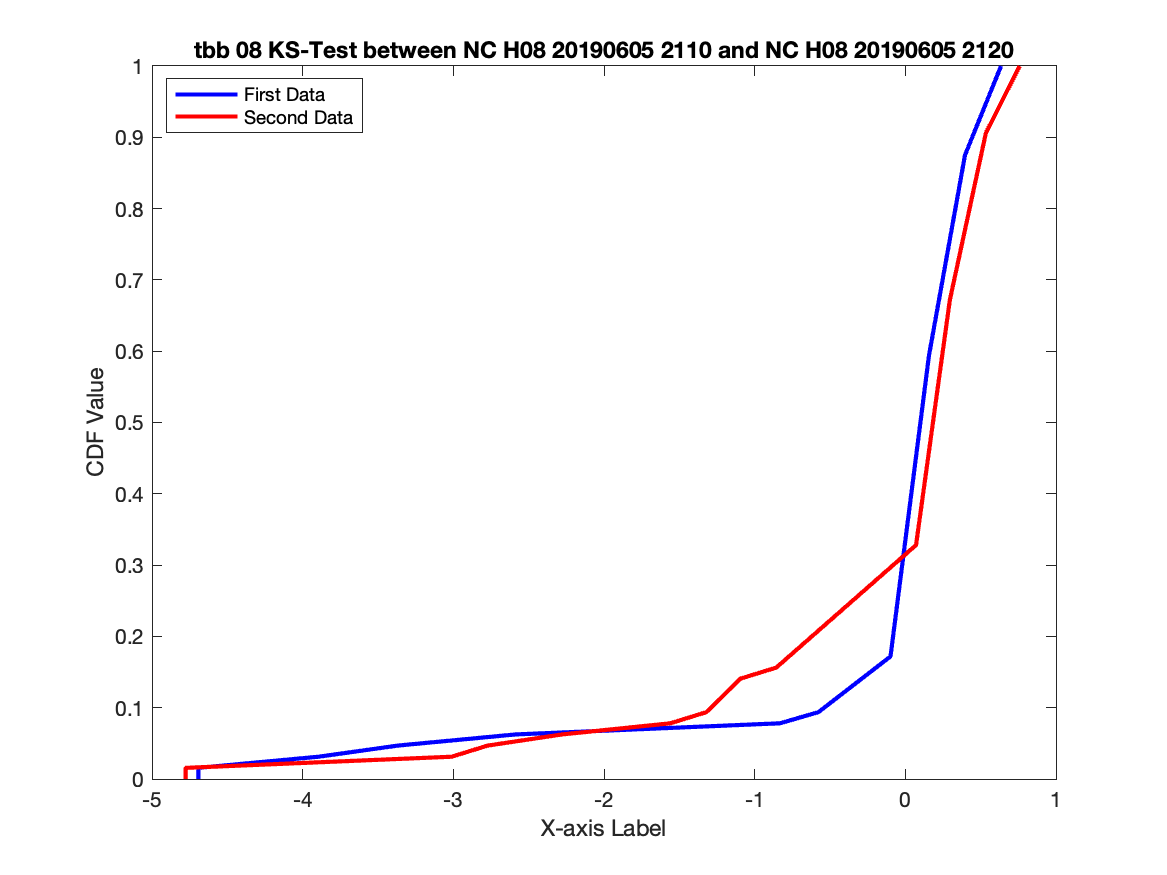 tbb 08 KS-Test between NC H08 20190605 2110 and NC H08 20190605 2120
First Data
Second Data
1
0.9
0.8
0.7
0.6
0.5
0.4
0.3
0.2
0.1
0
CDF Value
-5 -4 -3 -2 -1 0 1
X-axis Label